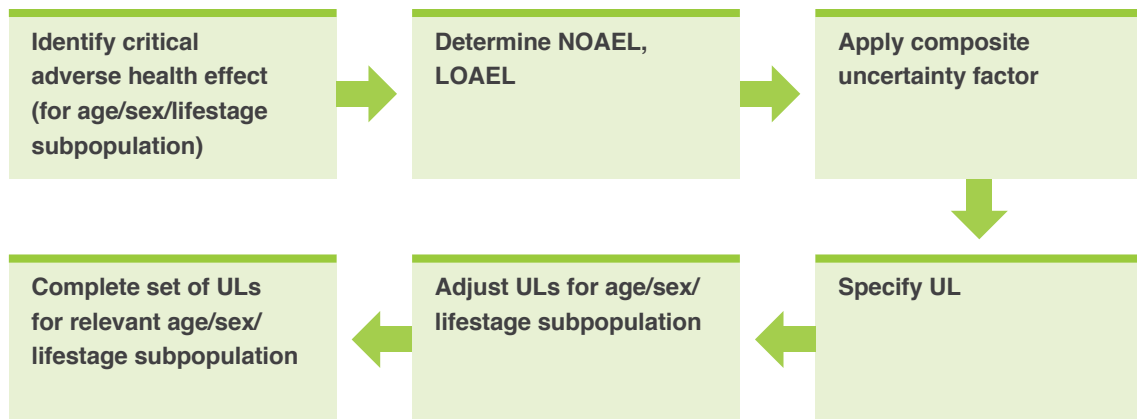 Identify critical
adverse health effect
(for age/sex/lifestage
subpopulation)
Determine NOAEL,
LOAEL
Apply composite
uncertainty factor
Specify UL
Adjust ULs for age/sex/
lifestage subpopulation
Complete set of ULs
for relevant age/sex/
lifestage subpopulation